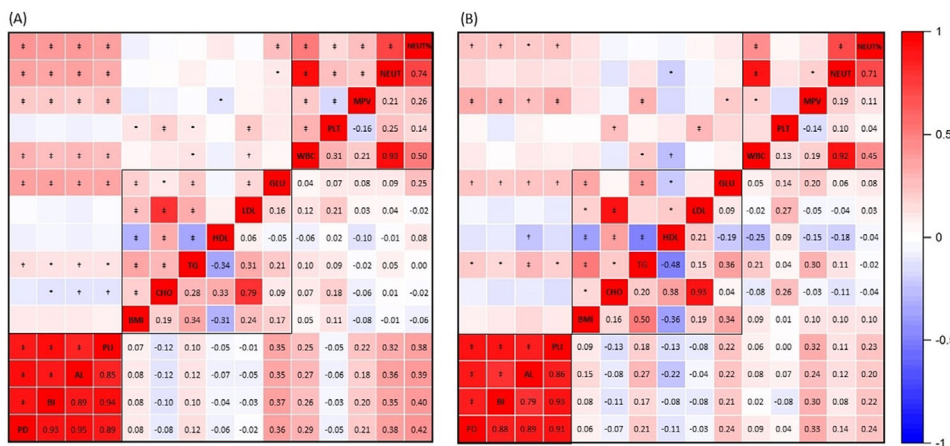 (A)
‡ ‡ ‡ ‡ ‡ ‡ ‡ ‡ ‡ NEUT%
‡ ‡ ‡ ‡ * ‡ ‡ ‡ NEUT 0.74
‡ ‡ ‡ ‡ * ‡ ‡ MPV 0.21 0.26
* ‡ * ‡ ‡ PLT -0.16 0.25 0.14
‡ ‡ ‡ ‡ * † WBC 0.31 0.21 0.93 0.50
‡ ‡ ‡ ‡ ‡ * ‡ ‡ GLU 0.04 0.07 0.08 0.09 0.25
‡ ‡ ‡ LDL 0.16 0.12 0.21 0.03 0.04 -0.02
‡ * ‡ HDL 0.06 -0.05 -0.06 0.02 -0.10 -0.01 0.08
† * * * ‡ ‡ TG -0.34 0.31 0.21 0.10 0.09 -0.02 0.05 0.00
* † † ‡ CHO 0.28 0.33 0.79 0.09 0.07 0.18 -0.05 0.01 -0.02
BMI 0.19 0.34 -0.31 0.24 0.17 0.05 0.11 -0.08 -0.01 -0.06
‡ ‡ ‡ PLI 0.07 -0.12 0.10 -0.05 -0.01 0.35 0.25 -0.05 0.22 0.32 0.38
‡ ‡ AL 0.85 0.08 -0.12 0.12 -0.07 -0.05 0.35 0.27 -0.06 0.18 0.35 0.39
‡ BI 0.89 0.94 0.08 -0.10 0.12 -0.07 0.01 0.37 0.28 -0.04 0.20 0.35 0.40
PD 0.93 0.95 0.89 0.08 -0.08 0.12 -0.06 -0.01 0.36 0.29 -0.05 0.21 0.38 0.42
(B)
† † * † ‡ ‡ NEUT%
* ‡ * NEUT 0.71
‡ ‡ † ‡ ‡ * * MPV 0.19 0.11
† ‡ PLT -0.14 0.10 0.04
* † WBC 0.13 0.19 0.92 0.45
† † † † ‡ ‡ * GLU 0.05 0.14 0.20 0.06 0.08
* ‡ * LDL 0.09 -0.02 0.27 -0.05 -0.04 0.03
† ‡ ‡ ‡ HDL 0.21 -0.19 -0.25 0.09 -0.15 -0.18 -0.04
* * ‡ * ‡ * TG -0.48 0.15 0.36 0.21 0.04 0.30 0.11 -0.02
* CHO 0.20 0.38 0.93 0.04 -0.08 0.26 -0.03 -0.11 -0.04
BMI 0.16 0.50 -0.36 0.19 0.34 0.09 0.01 0.10 0.10 0.10
‡ ‡ ‡ PLI 0.09 -0.13 0.18 -0.13 -0.08 0.22 0.06 0.00 0.32 0.11 0.23
‡ ‡ AL 0.86 0.15 -0.08 0.27 -0.22 -0.04 0.22 0.08 -0.07 0.24 0.12 0.20
‡ BI 0.79 0.93 0.04 -0.10 0.17 -0.08 -0.05 0.24 0.02 0.04 0.30 0.08 0.22
PD 0.88 0.89 0.91 0.10 -0.10 0.20 -0.11 -0.03 0.24 0.09 -0.03 0.33 0.14 0.24
1
0.5
0
-0.5
-1